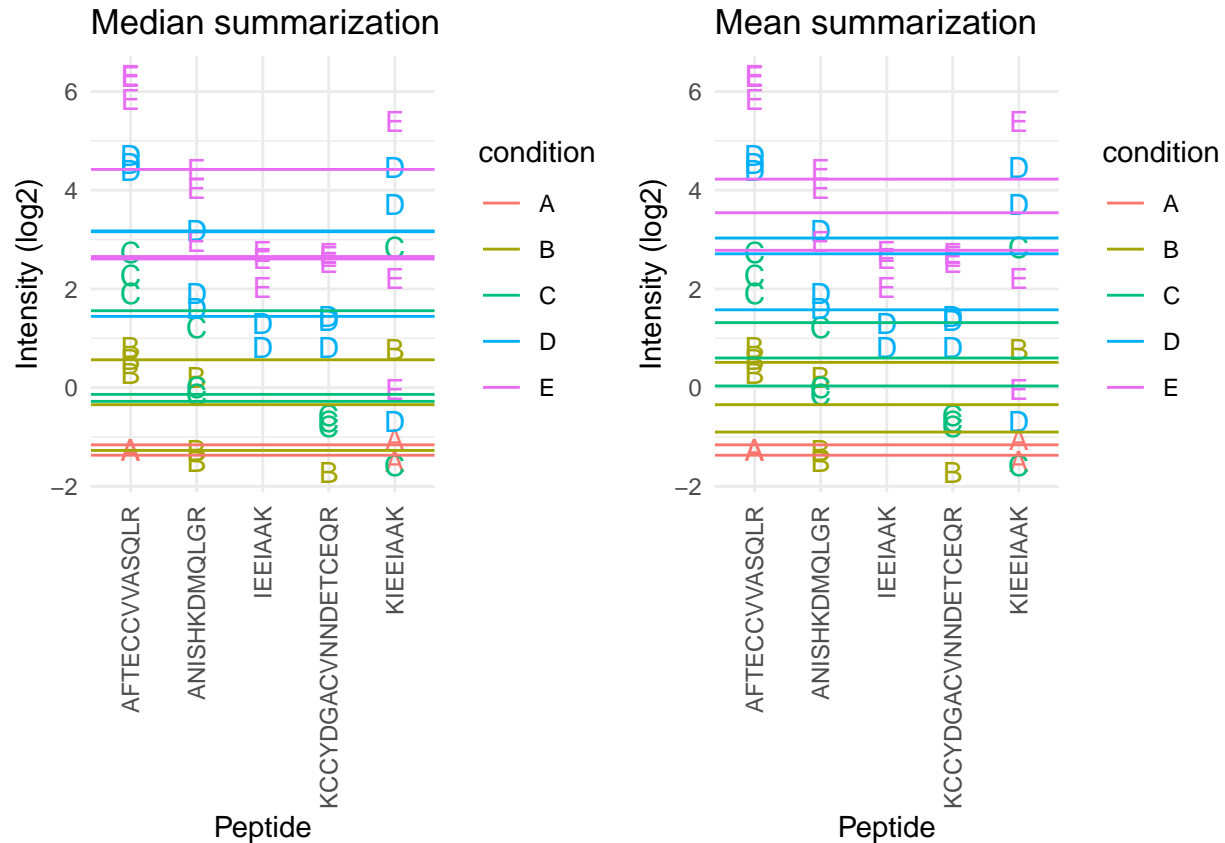 Median summarization
Mean summarization
Intensity (log2)
6
4
2
0
−2
E
E
E
D
D
D
C
C
C
B
B
B
A
E
E
E
D
D
D
C
B
C
C
B
B
E
E
E
D
D
E
E
E
D
D
D
C
C
C
B
E
D
D
C
E
B
E
D
A
A
C
AFTECCVVASQLR
ANISHKDMQLGR
IEEIAAK
KCCYDGACVNNDETCEQR
KIEEIAAK
Peptide
condition
A
B
C
D
E
Intensity (log2)
6
4
2
0
−2
E
E
E
D
D
D
C
C
C
B
B
B
A
E
E
E
D
D
D
C
B
C
C
B
B
E
E
E
D
D
E
E
E
D
D
D
C
C
C
B
E
D
D
C
E
B
E
D
A
A
C
AFTECCVVASQLR
ANISHKDMQLGR
IEEIAAK
KCCYDGACVNNDETCEQR
KIEEIAAK
Peptide
condition
A
B
C
D
E